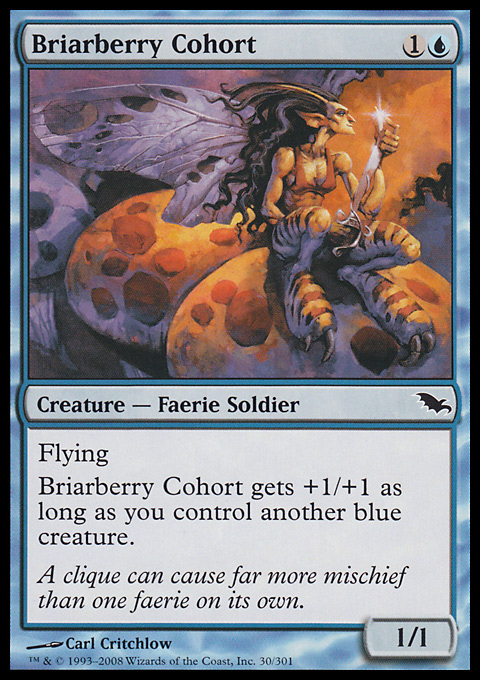 Briarberry Cohort 1
Creature — Faerie Soldier
Flying
Briarberry Cohort gets +1/+1 as
long as you control another blue
creature.
A clique can cause far more mischief
than one faerie on its own.
1/1
Carl Critchlow
™ & © 1993–2008 Wizards of the Coast, Inc. 30/301